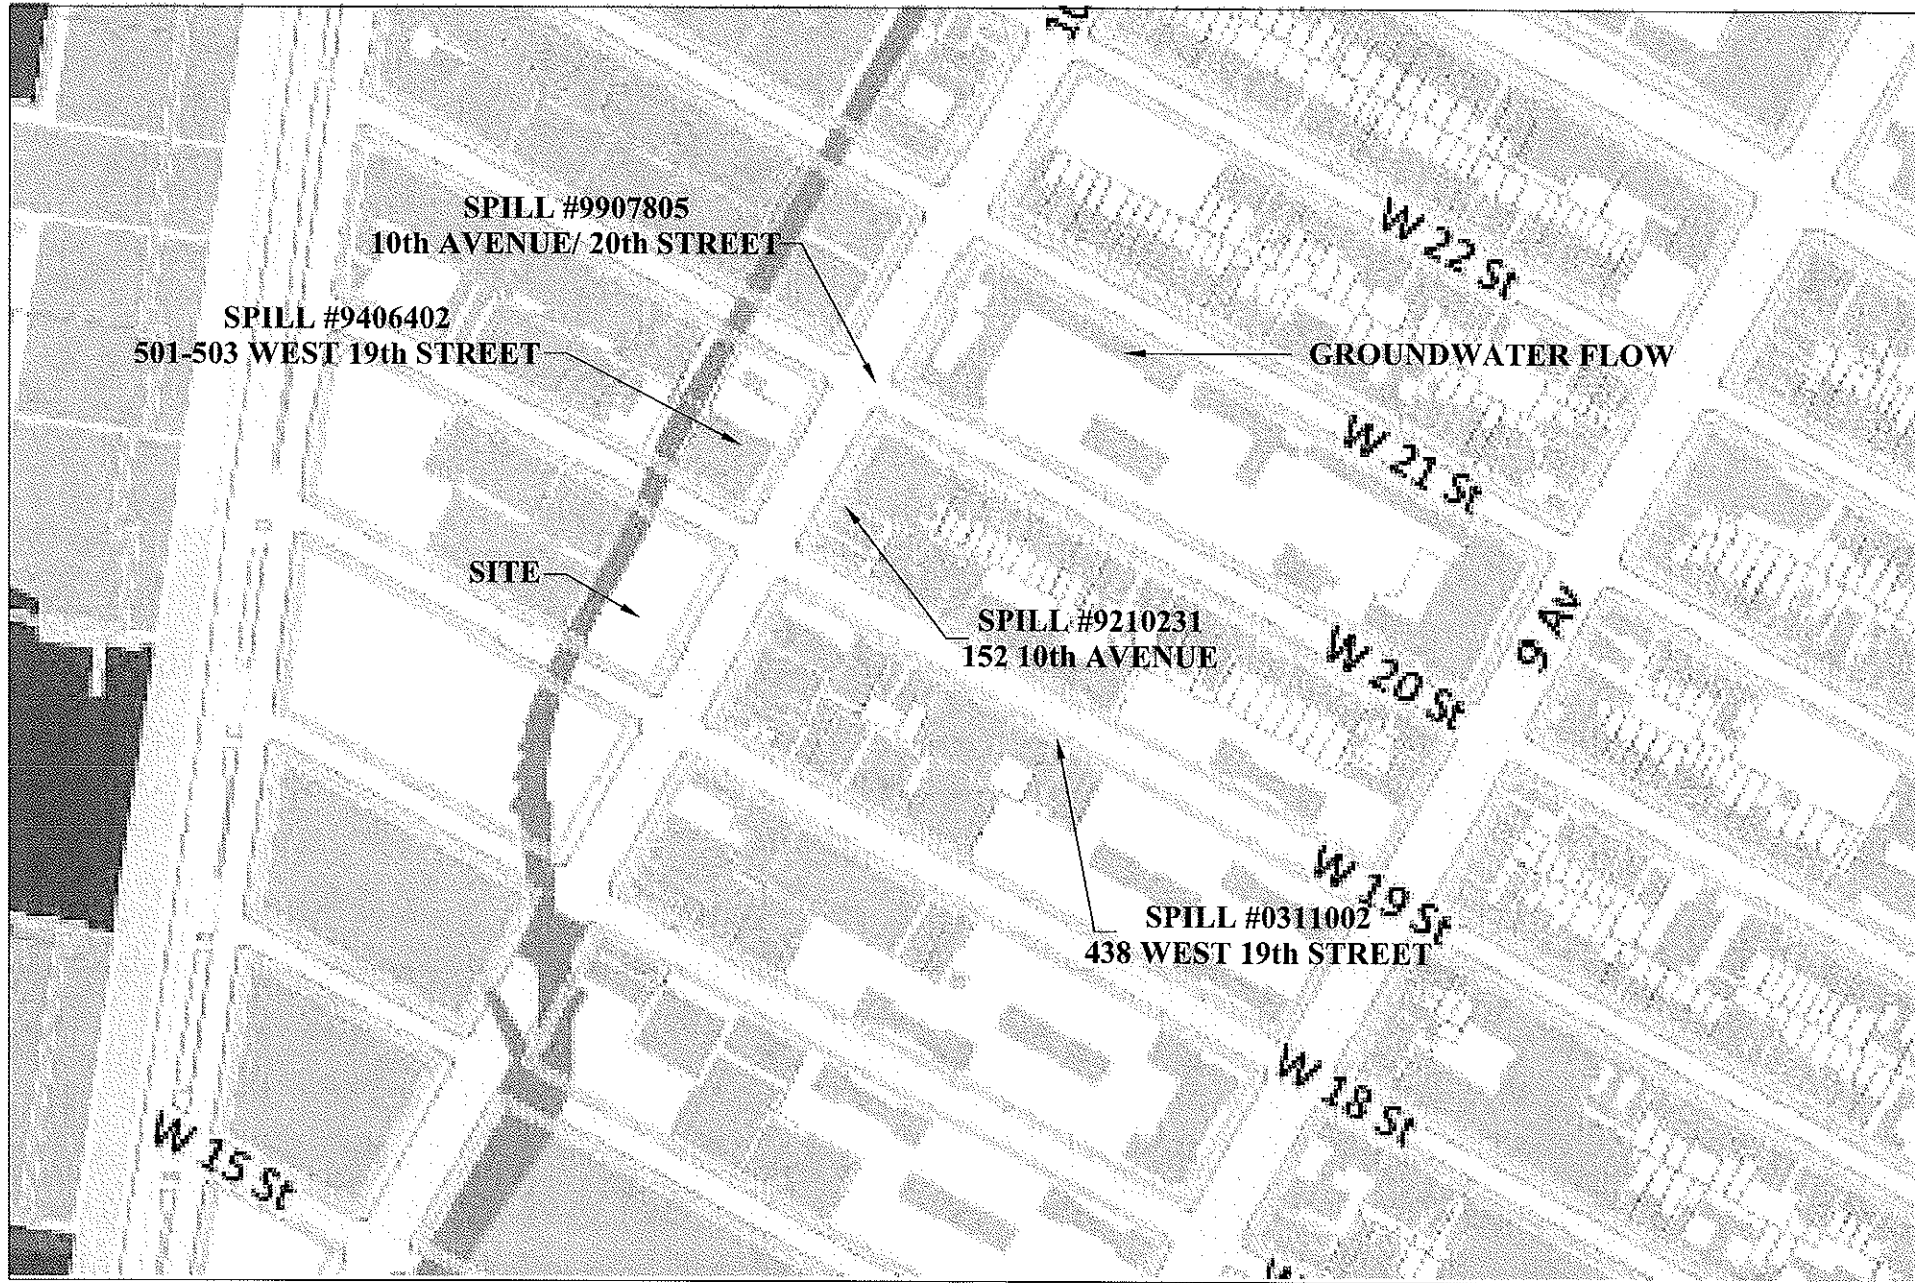 SPILL #9907805
10th AVENUE/ 20th STREET
W 22 St
SPILL #9406402
501-503 WEST 19th STREET
GROUNDWATER FLOW
W 21 St
SITE
SPILL #9210231
152 10th AVENUE
9 Av
W 20 St
W 19 St
SPILL #0311002
438 WEST 19th STREET
W 18 St
W 15 St